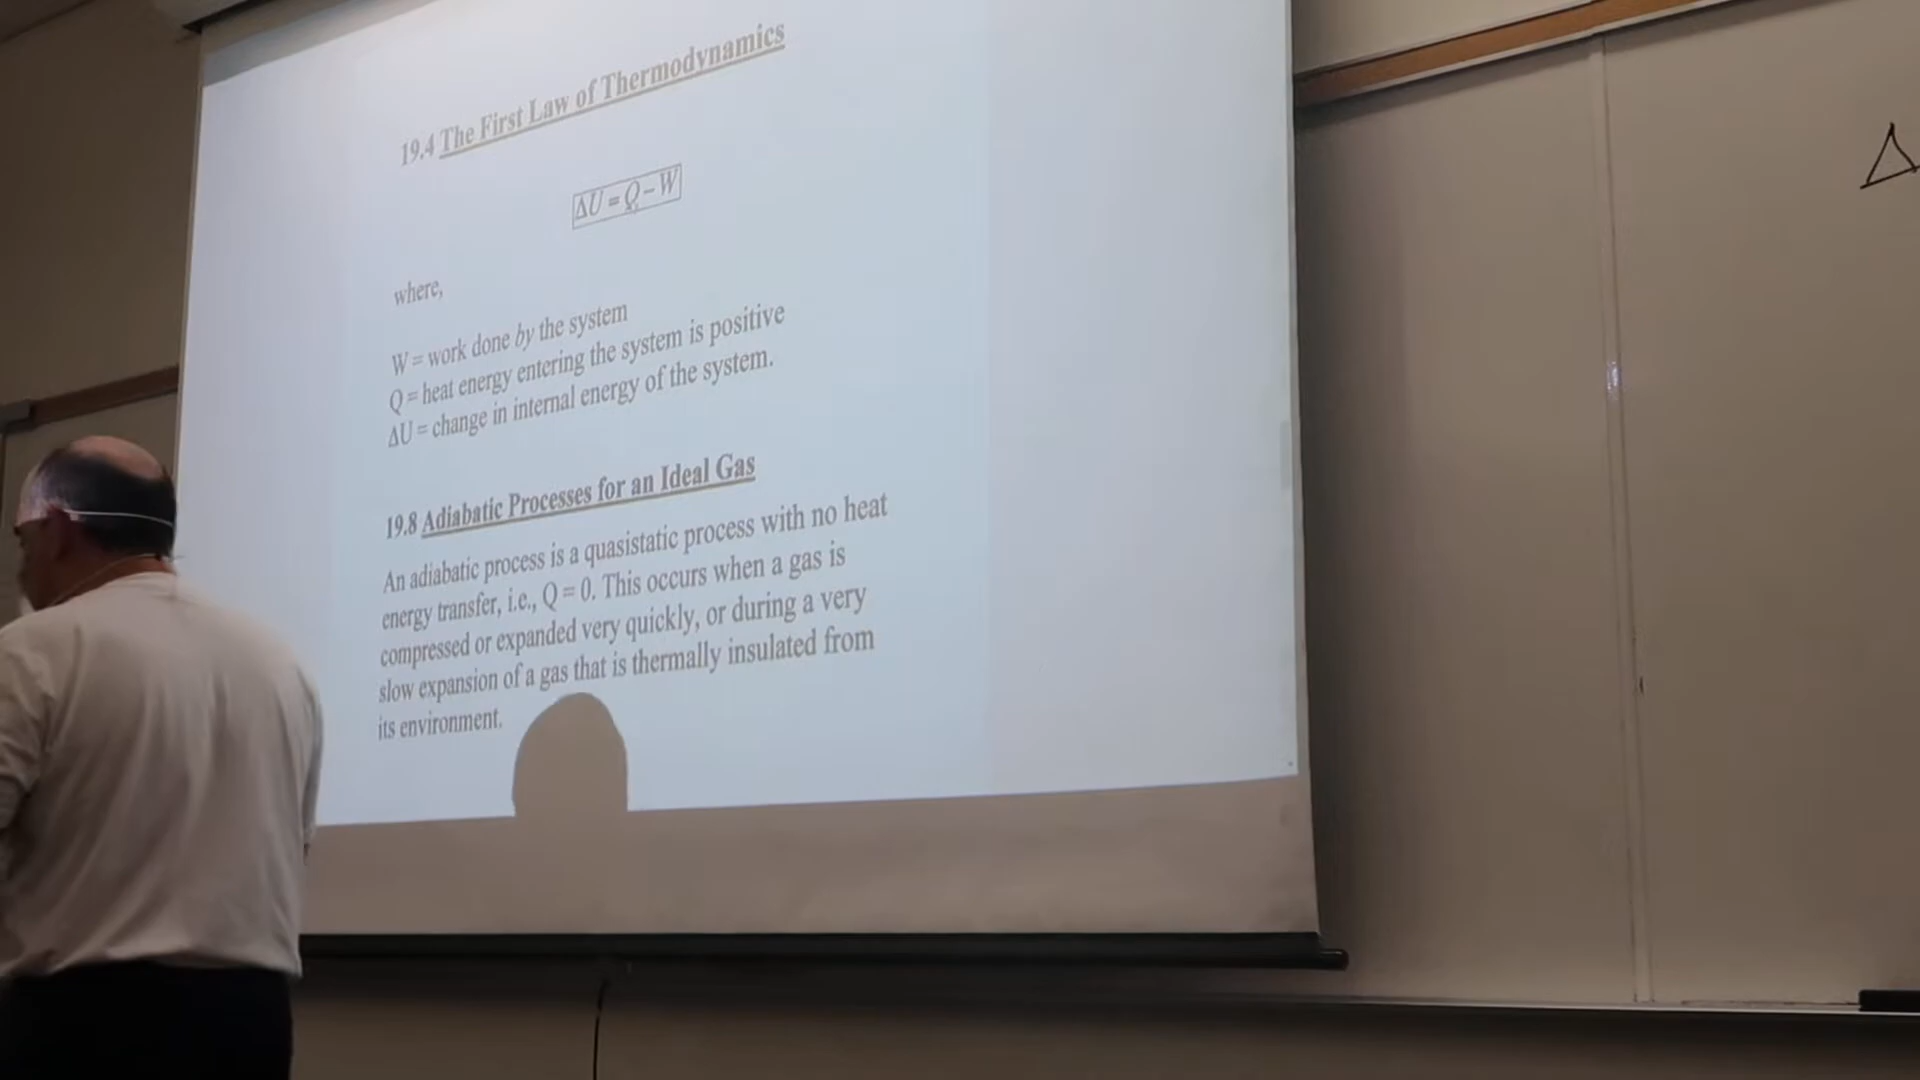 19.4 The First Law of Thermodynamics
ΔU = Q – W
where,
W = work done by the system
Q = heat energy entering the system is positive
ΔU = change in internal energy of the system.
19.8 Adiabatic Processes for an Ideal Gas
An adiabatic process is a quasistatic process with no heat
energy transfer, i.e., Q = 0. This occurs when a gas is
compressed or expanded very quickly, or during a very
slow expansion of a gas that is thermally insulated from
its environment.
Δ